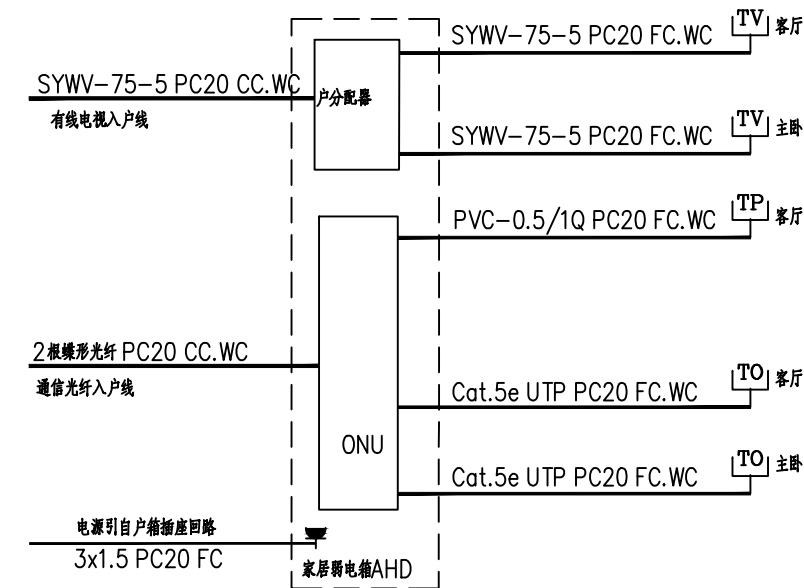 SYWV-75-5 PC20 FC.WC
TV 客厅
SYWV-75-5 PC20 CC.WC
有线电视入户线
户分配器
SYWV-75-5 PC20 FC.WC
TV 主卧
PVC-0.5/1Q PC20 FC.WC
TP 客厅
2根蝶形光纤 PC20 CC.WC
通信光纤入户线
Cat.5e UTP PC20 FC.WC
TO 客厅
ONU
Cat.5e UTP PC20 FC.WC
TO 主卧
电源引自户箱插座回路
3x1.5 PC20 FC
家居弱电箱AHD